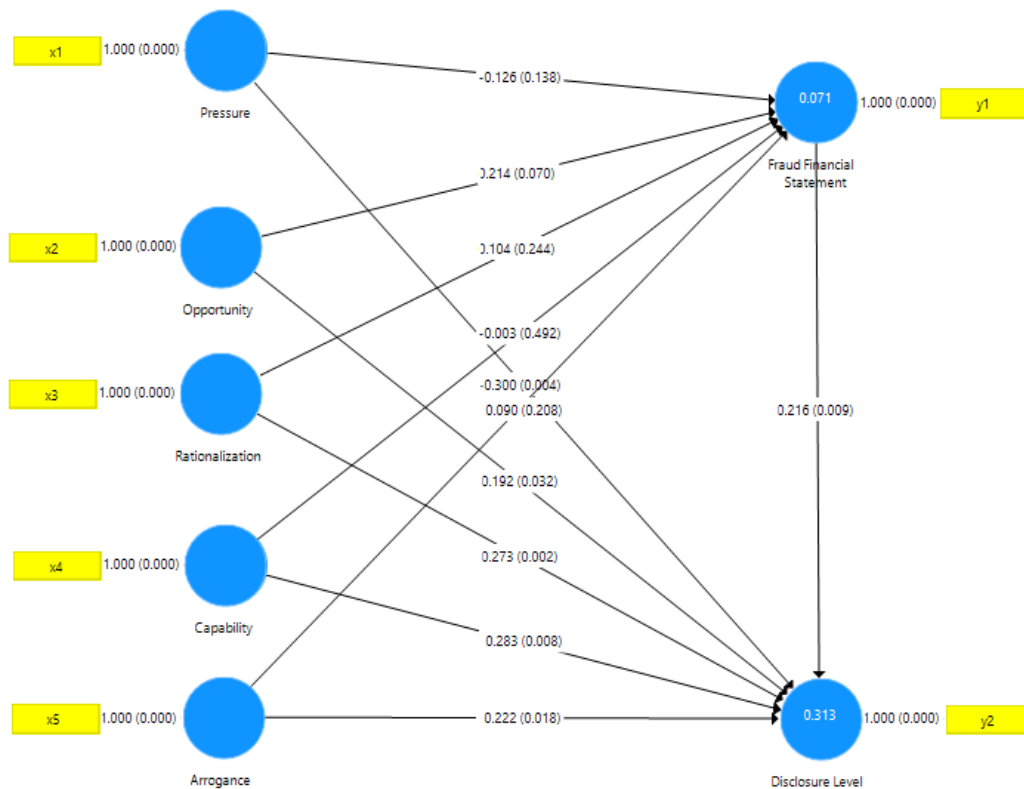 x1
1.000 (0.000)
Pressure
-0.126 (0.138)
0.071
1.000 (0.000)
y1
Fraud Financial
Statement
0.214 (0.070)
x2
1.000 (0.000)
Opportunity
0.104 (0.244)
-0.003 (0.492)
x3
1.000 (0.000)
Rationalization
-0.300 (0.004)
0.090 (0.208)
0.216 (0.009)
0.192 (0.032)
x4
1.000 (0.000)
Capability
0.273 (0.002)
0.283 (0.008)
x5
1.000 (0.000)
Arrogance
0.222 (0.018)
0.313
1.000 (0.000)
y2
Disclosure Level